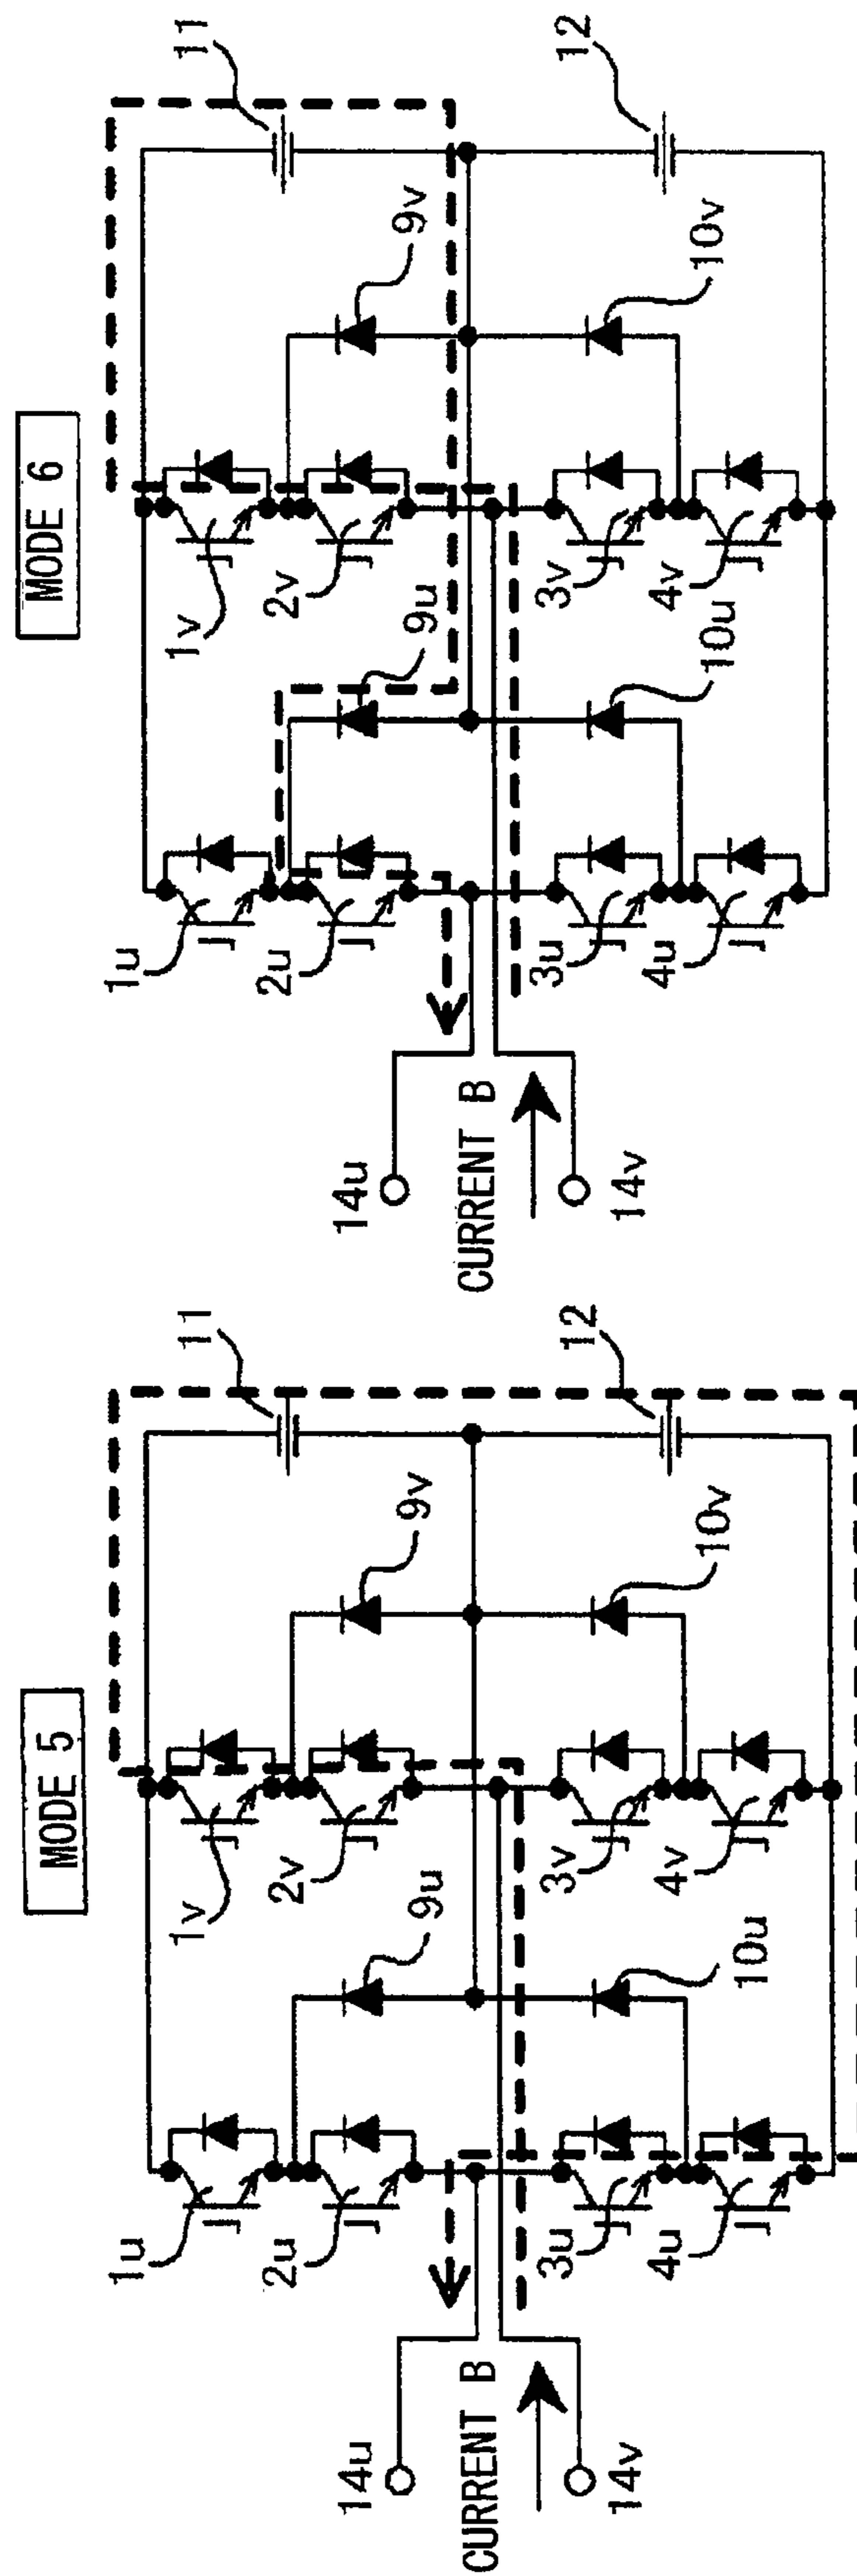 MODE 5
11
12
9v
10v
1v
2v
3v
4v
9u
10u
1u
2u
3u
4u
14u
CURRENT B
14v
MODE 6
11
12
9v
10v
1v
2v
3v
4v
9u
10u
1u
2u
3u
4u
14u
CURRENT B
14v